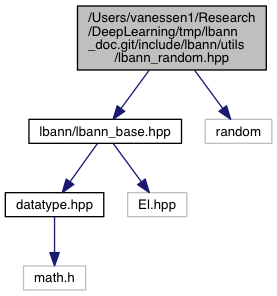 /Users/vanessen1/Research
/DeepLearning/tmp/lbann
_doc.git/include/lbann/utils
/lbann_random.hpp
lbann/lbann_base.hpp
random
datatype.hpp
El.hpp
math.h